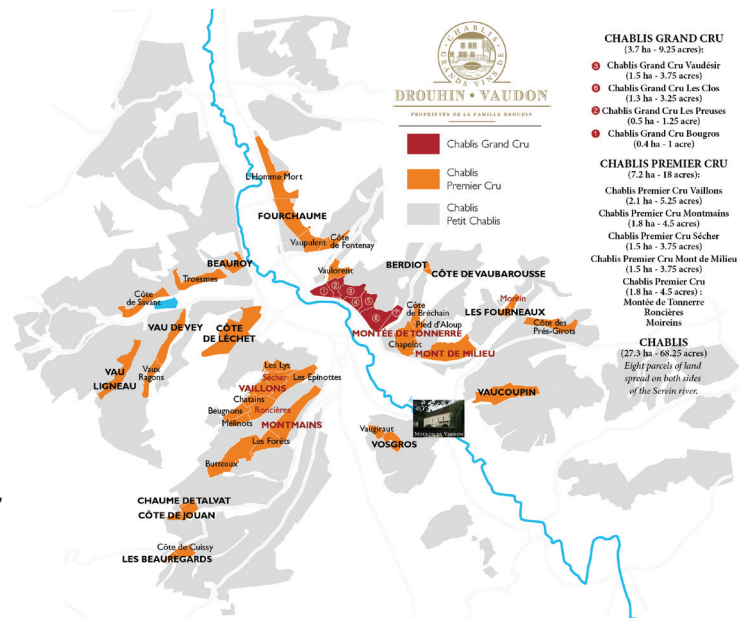 CHABLIS
GRANDS VINS DE
DROUHIN • VAUDON
PROPRIÉTÉS DE LA FAMILLE DROUHIN
Chablis Grand Cru
Chablis
Premier Cru
Chablis
Petit Chablis
CHABLIS GRAND CRU
(3.7 ha - 9.25 acres):
3 Chablis Grand Cru Vaudésir
(1.5 ha - 3.75 acres)
6 Chablis Grand Cru Les Clos
(1.3 ha - 3.25 acres)
2 Chablis Grand Cru Les Preuses
(0.5 ha - 1.25 acre)
1 Chablis Grand Cru Bougros
(0.4 ha - 1 acre)
CHABLIS PREMIER CRU
(7.2 ha - 18 acres):
Chablis Premier Cru Vaillons
(2.1 ha - 5.25 acres)
Chablis Premier Cru Montmains
(1.8 ha - 4.5 acres)
Chablis Premier Cru Sécher
(1.5 ha - 3.75 acres)
Chablis Premier Cru Mont de Milieu
(1.5 ha - 3.75 acres)
Chablis Premier Cru
(1.8 ha - 4.5 acres) :
Montée de Tonnerre
Roncières
Moireins
CHABLIS
(27.3 ha - 68.25 acres)
Eight parcels of land
spread on both sides
of the Serein river.
L'Homme Mort
FOURCHAUME
Vaupulent
Côte
de Fontenay
BEAUROY
Troesmes
Vaulorent
BERDIOT
CÔTE DE VAUBAROUSSE
Côte
de Savant
1
2
3
4
5
6
7
Morein
LES FOURNEAUX
Côte des
Prés-Girots
VAU DE VEY
CÔTE
DE LÉCHET
Côte
de Bréchain
Pied d'Aloup
MONTÉE DE TONNERRE
Chapelot
MONT DE MILIEU
VAU
LIGNEAU
Vaux
Ragons
Les Lys
Sécher
Les Epinottes
VAILLONS
Chatains
Beugnons
Roncières
Mélinots
MONTMAINS
Les Forêts
Butteaux
VAUCOUPIN
MOULIN DE VAUDON
Vaugiraut
VOSGROS
CHAUME DE TALVAT
CÔTE DE JOUAN
Côte de Cuissy
LES BEAUREGARDS